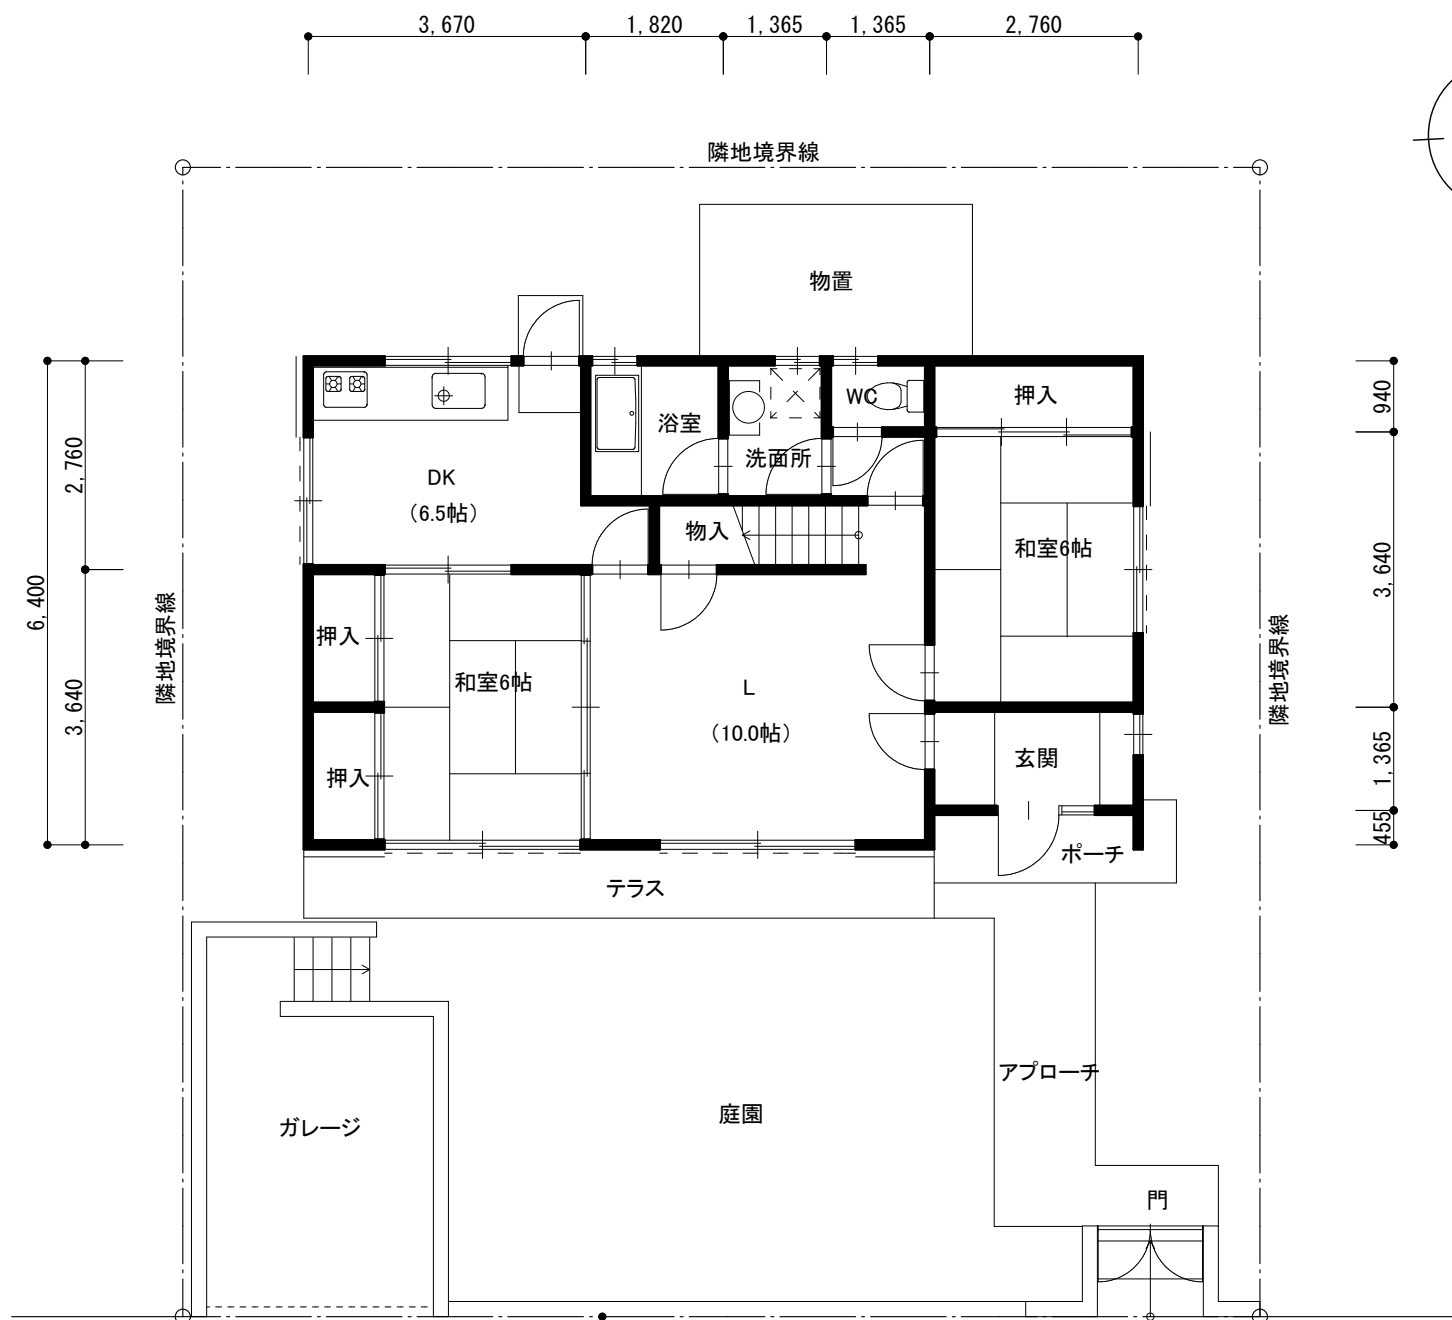 3,670
1,820
1,365
1,365
2,760
隣地境界線
物置
940
2,760
3,640
6,400
3,640
1,365
455
隣地境界線
隣地境界線
DK
（6.5帖）
浴室
洗面所
WC
押入
物入
和室6帖
押入
押入
和室6帖
L
（10.0帖）
玄関
ポーチ
テラス
アプローチ
庭園
ガレージ
門